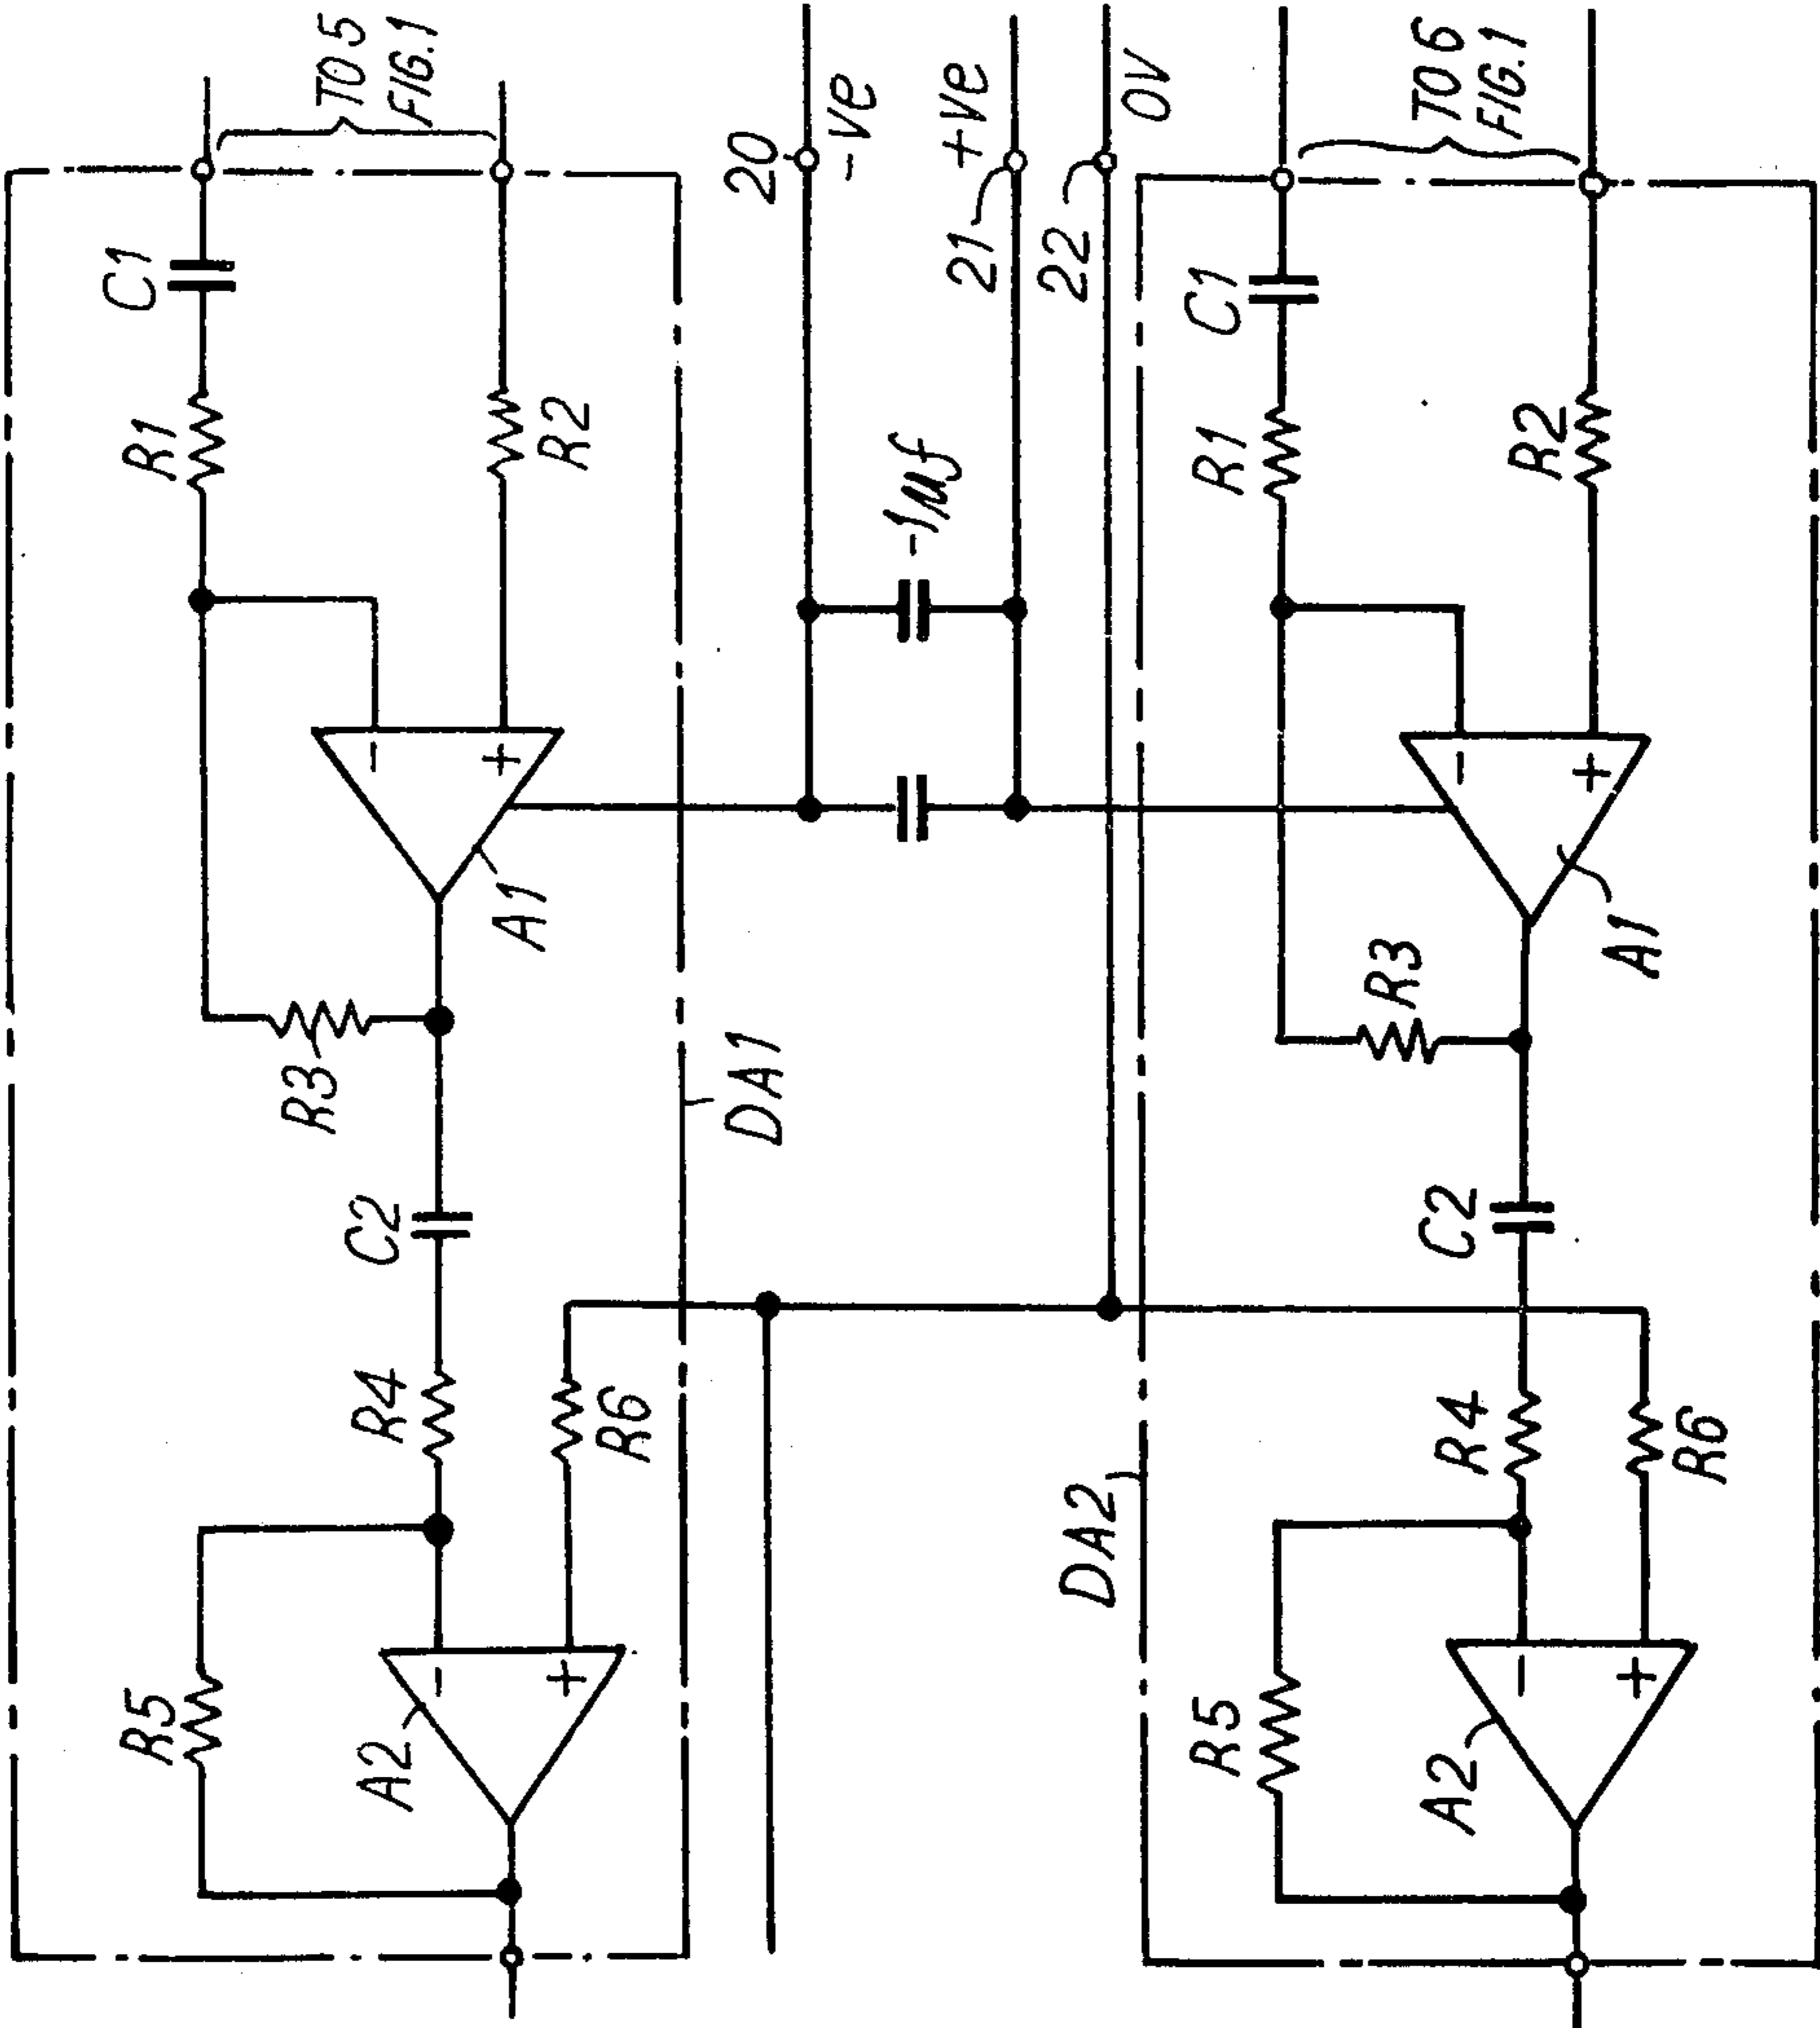 TO 5
FIG.1
C1
R1
R2
-
+
A1
R3
C2
R4
R6
R5
-
+
A2
DA1
20
-ve
21
+ve
22
0V
TO 6
FIG.1
C1
R1
R2
-
+
A1
R3
C2
R4
R6
R5
-
+
A2
DA2